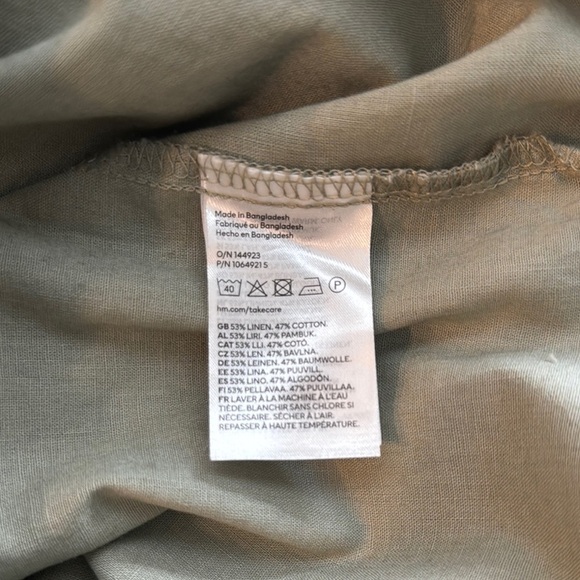 Made in Bangladesh
Fabriqué au Bangladesh
Hecho en Bangladesh
O/N 144923
P/N 1064921 S
40
P
hm.com/takecare
GB 53% LINEN. 47% COTTON.
AL 53% LIRI. 47% PAMBUK.
CAT 53% LLI. 47% COTÓ.
CZ 53% LEN. 47% BAVLNA.
DE 53% LEINEN. 47% BAUMWOLLE.
EE 53% LINA. 47% PUUVILL.
ES 53% LINO. 47% ALGODÓN.
FI 53% PELLAVAA. 47% PUUVILLAA.
FR LAVER À LA MACHINE À L'EAU
TIÈDE. BLANCHIR SANS CHLORE SI
NÉCESSAIRE. SÉCHER À L'AIR.
REPASSER À HAUTE TEMPÉRATURE.